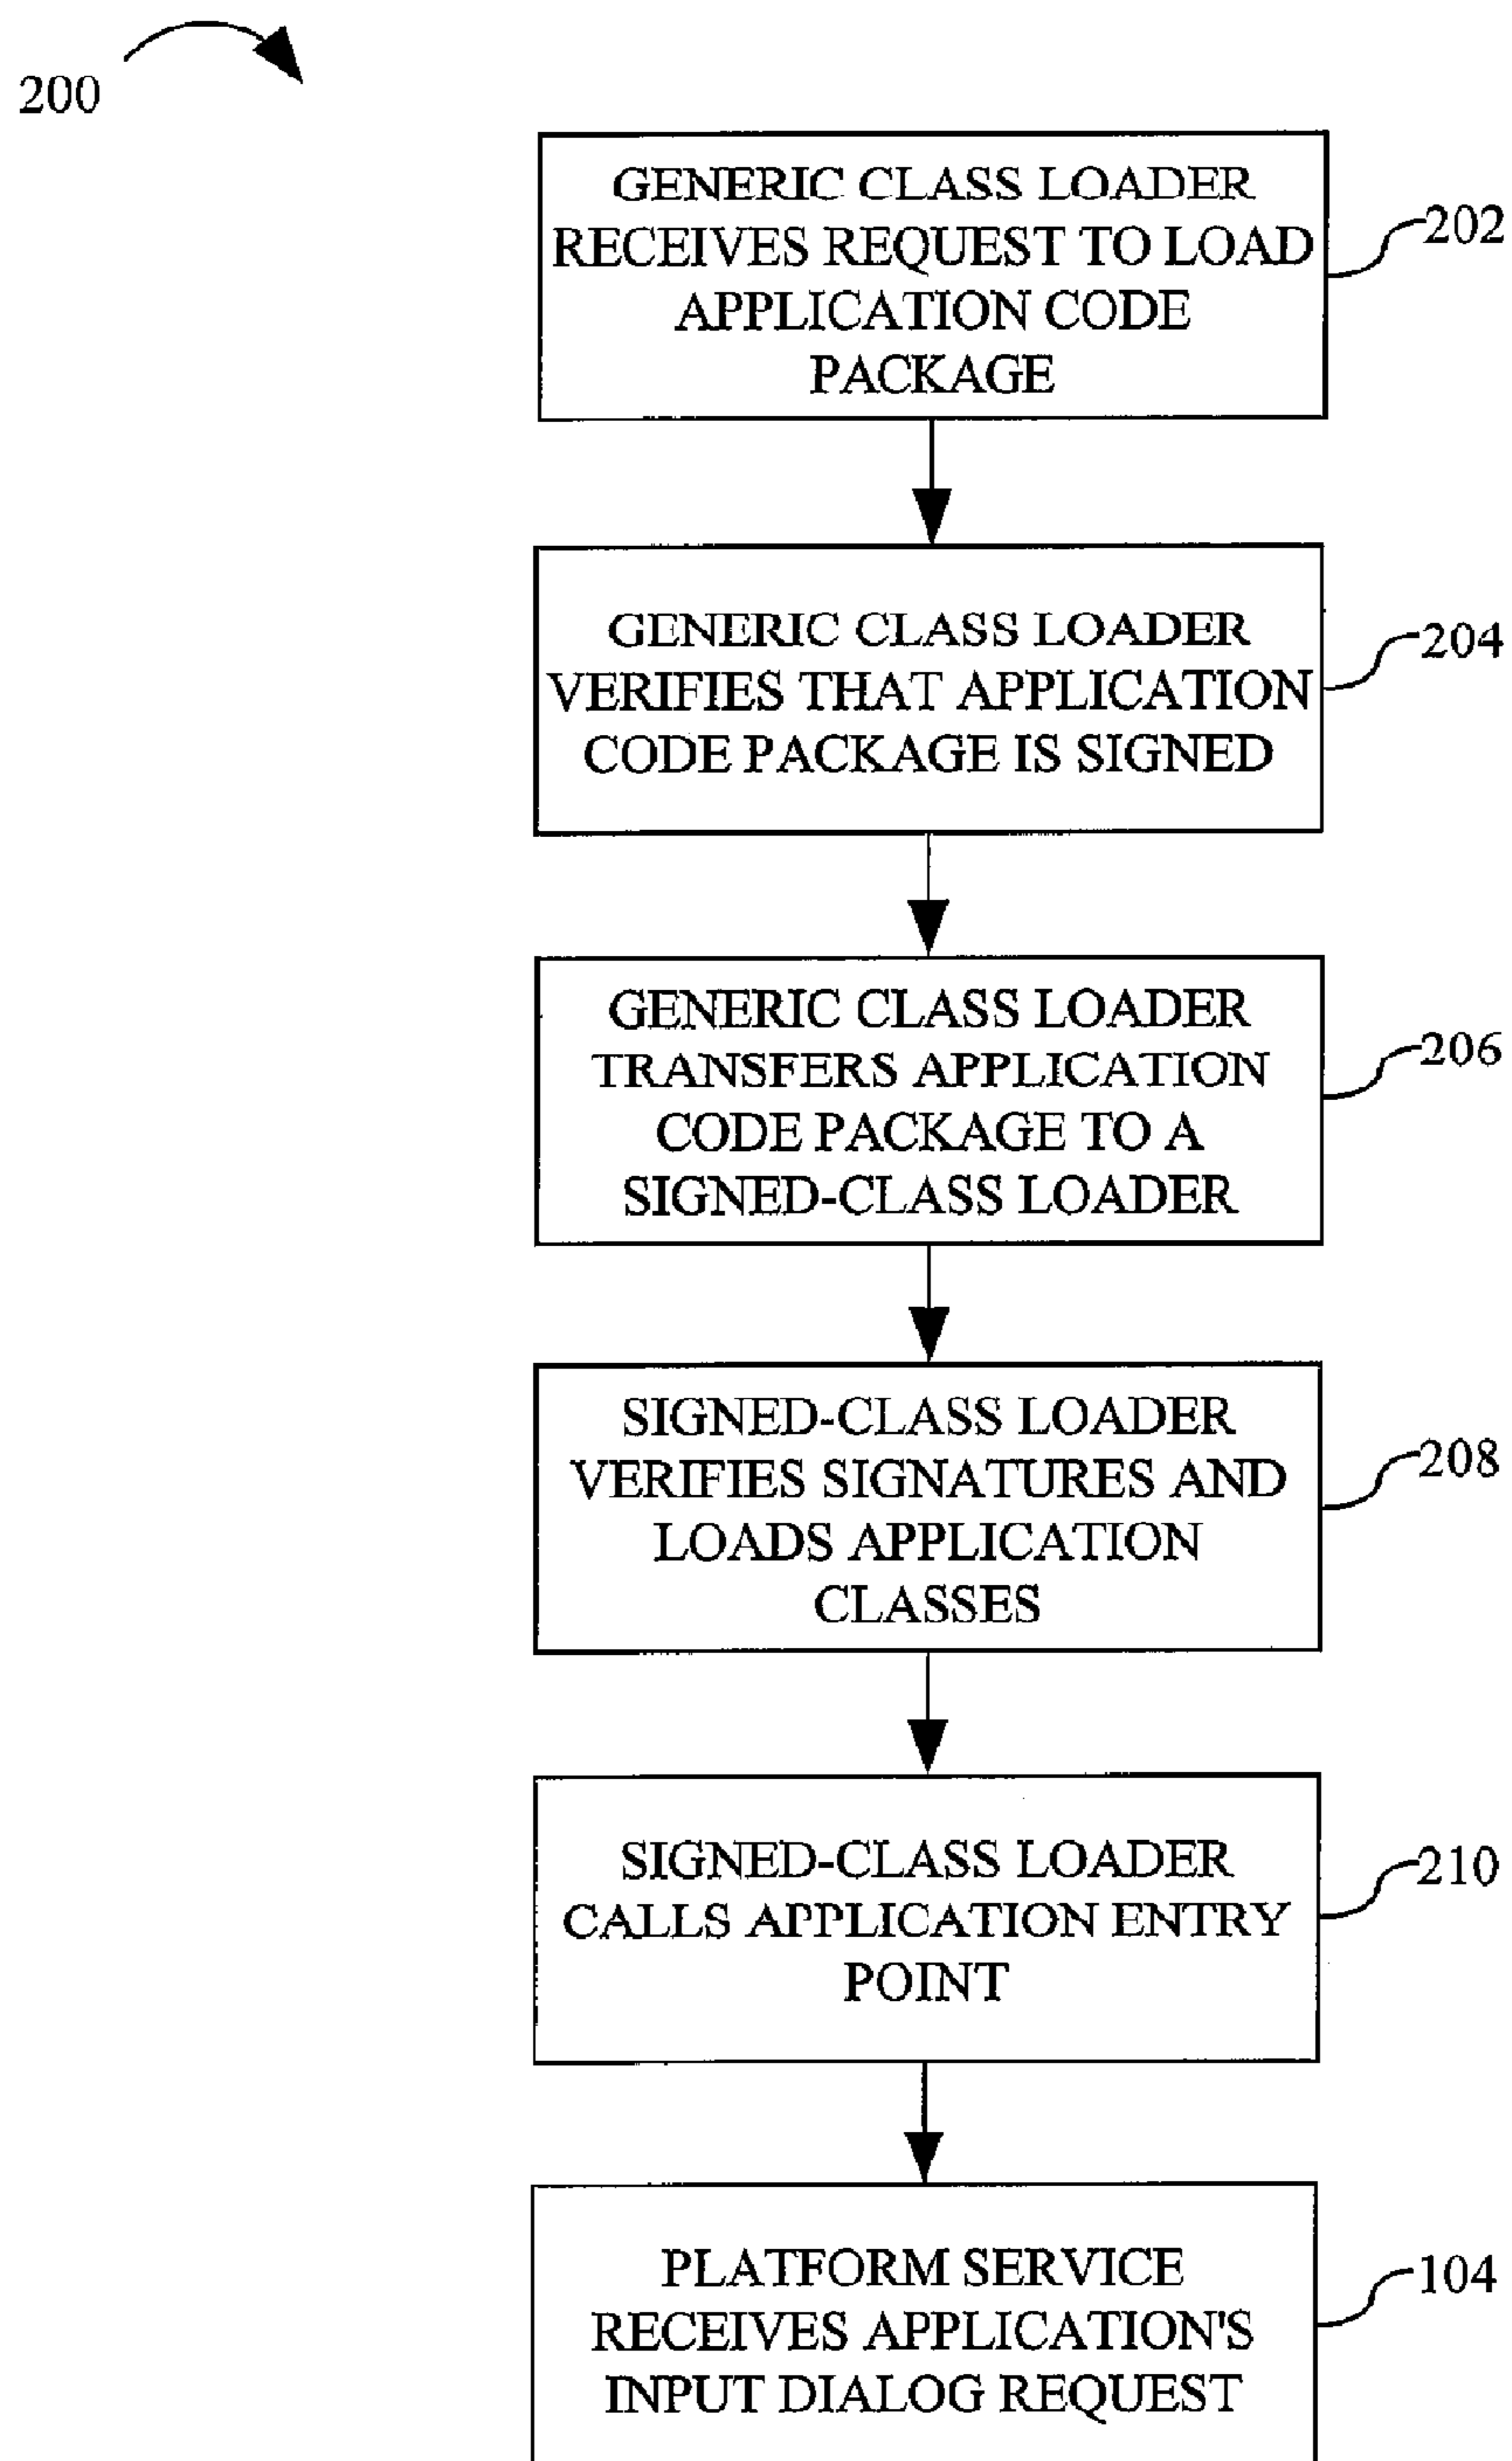 200
GENERIC CLASS LOADER
RECEIVES REQUEST TO LOAD
APPLICATION CODE
PACKAGE
202
GENERIC CLASS LOADER
VERIFIES THAT APPLICATION
CODE PACKAGE IS SIGNED
204
GENERIC CLASS LOADER
TRANSFERS APPLICATION
CODE PACKAGE TO A
SIGNED-CLASS LOADER
206
SIGNED-CLASS LOADER
VERIFIES SIGNATURES AND
LOADS APPLICATION
CLASSES
208
SIGNED-CLASS LOADER
CALLS APPLICATION ENTRY
POINT
210
PLATFORM SERVICE
RECEIVES APPLICATION'S
INPUT DIALOG REQUEST
104